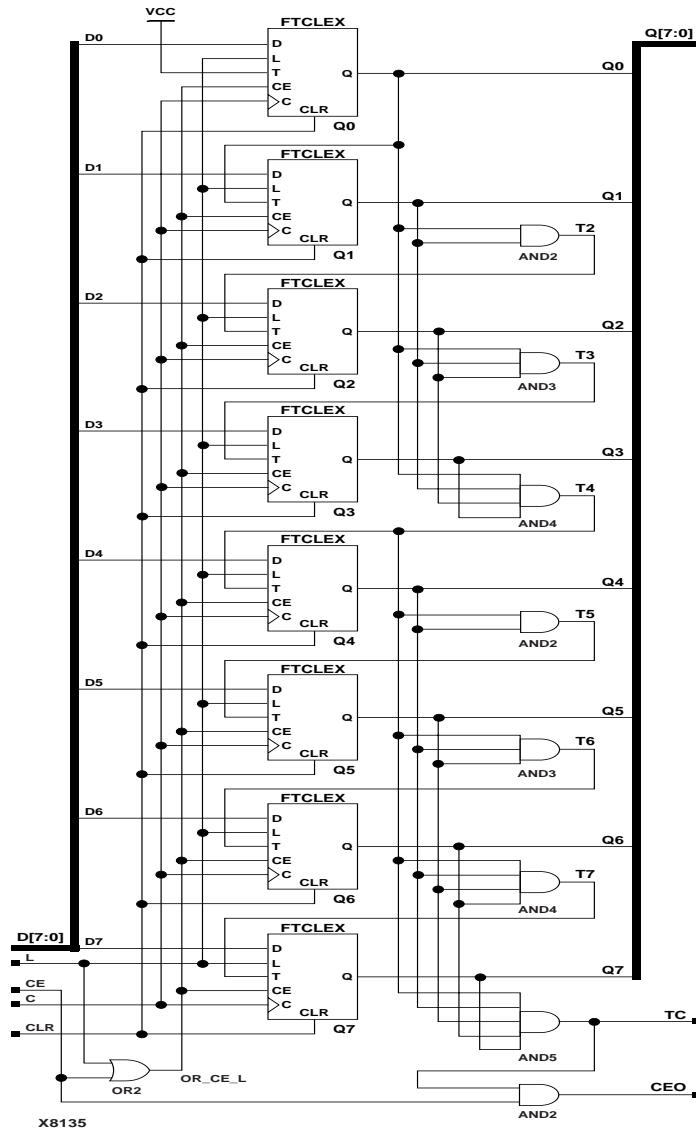 VCC
FTCLEX
Q[7:0]
D0
D
L
T
CE
C
CLR
Q
Q0
Q0
FTCLEX
D1
D
L
T
CE
C
CLR
Q
Q1
Q1
T2
AND2
FTCLEX
D2
D
L
T
CE
C
CLR
Q
Q2
Q2
T3
AND3
FTCLEX
D3
D
L
T
CE
C
CLR
Q
Q3
Q3
T4
AND4
FTCLEX
D4
D
L
T
CE
C
CLR
Q
Q4
Q4
T5
AND2
FTCLEX
D5
D
L
T
CE
C
CLR
Q
Q5
Q5
T6
AND3
FTCLEX
D6
D
L
T
CE
C
CLR
Q
Q6
Q6
T7
AND4
FTCLEX
D[7:0]
D7
D
L
T
CE
C
CLR
Q
Q7
Q7
L
CE
C
CLR
TC
AND5
OR2
OR_CE_L
CEO
AND2
X8135